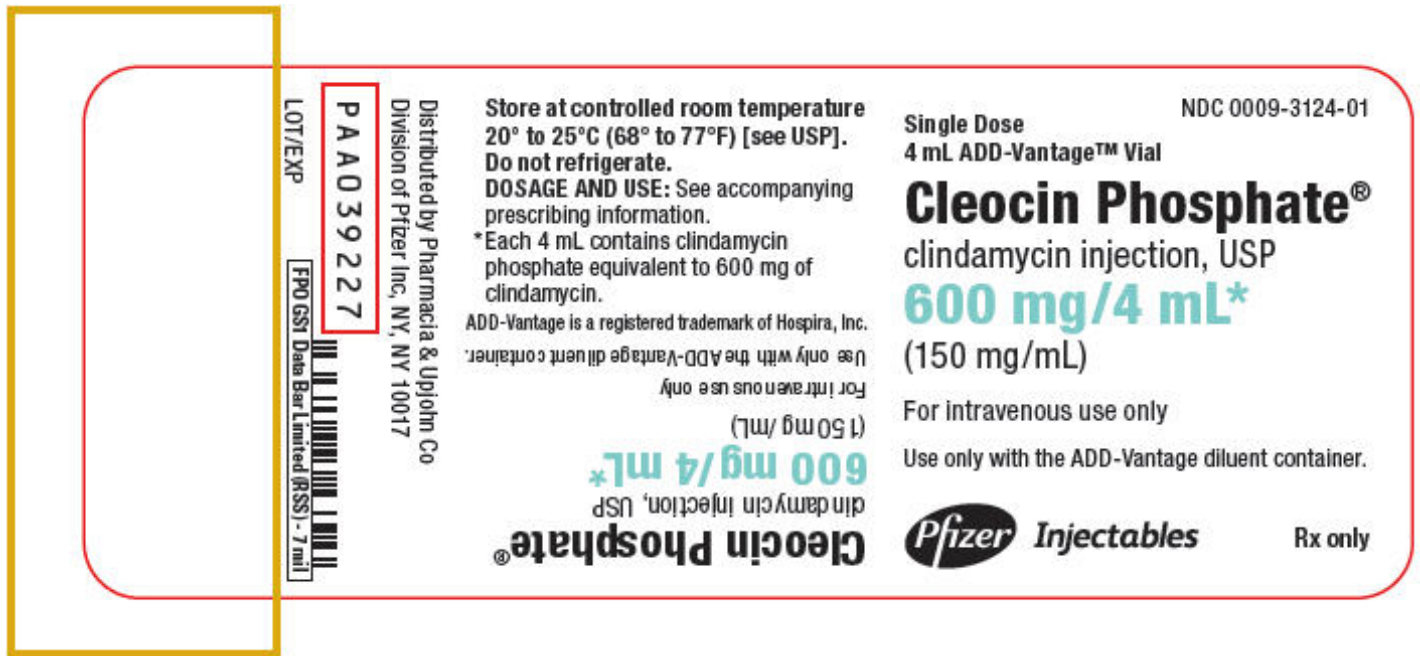 NDC 0009-3124-01
Single Dose
4 mL ADD-Vantage™ Vial
Cleocin Phosphate®
clindamycin injection, USP
600 mg/4 mL*
(150 mg/mL)
For intravenous use only
Use only with the ADD-Vantage diluent container.
Pfizer Injectables
Rx only
Store at controlled room temperature
20° to 25°C (68° to 77°F) [see USP].
Do not refrigerate.
DOSAGE AND USE: See accompanying
prescribing information.
*Each 4 mL contains clindamycin
phosphate equivalent to 600 mg of
clindamycin.
ADD-Vantage is a registered trademark of Hospira, Inc.
Cleocin Phosphate®
clindamycin injection, USP
600 mg/4 mL*
(150 mg/mL)
For intravenous use only
Use only with the ADD-Vantage diluent container.
Distributed by Pharmacia & Upjohn Co
Division of Pfizer Inc, NY, NY 10017
PAA039227
LOT/EXP
FPO GS1 Data Bar Limited (RSS) - 7 mil